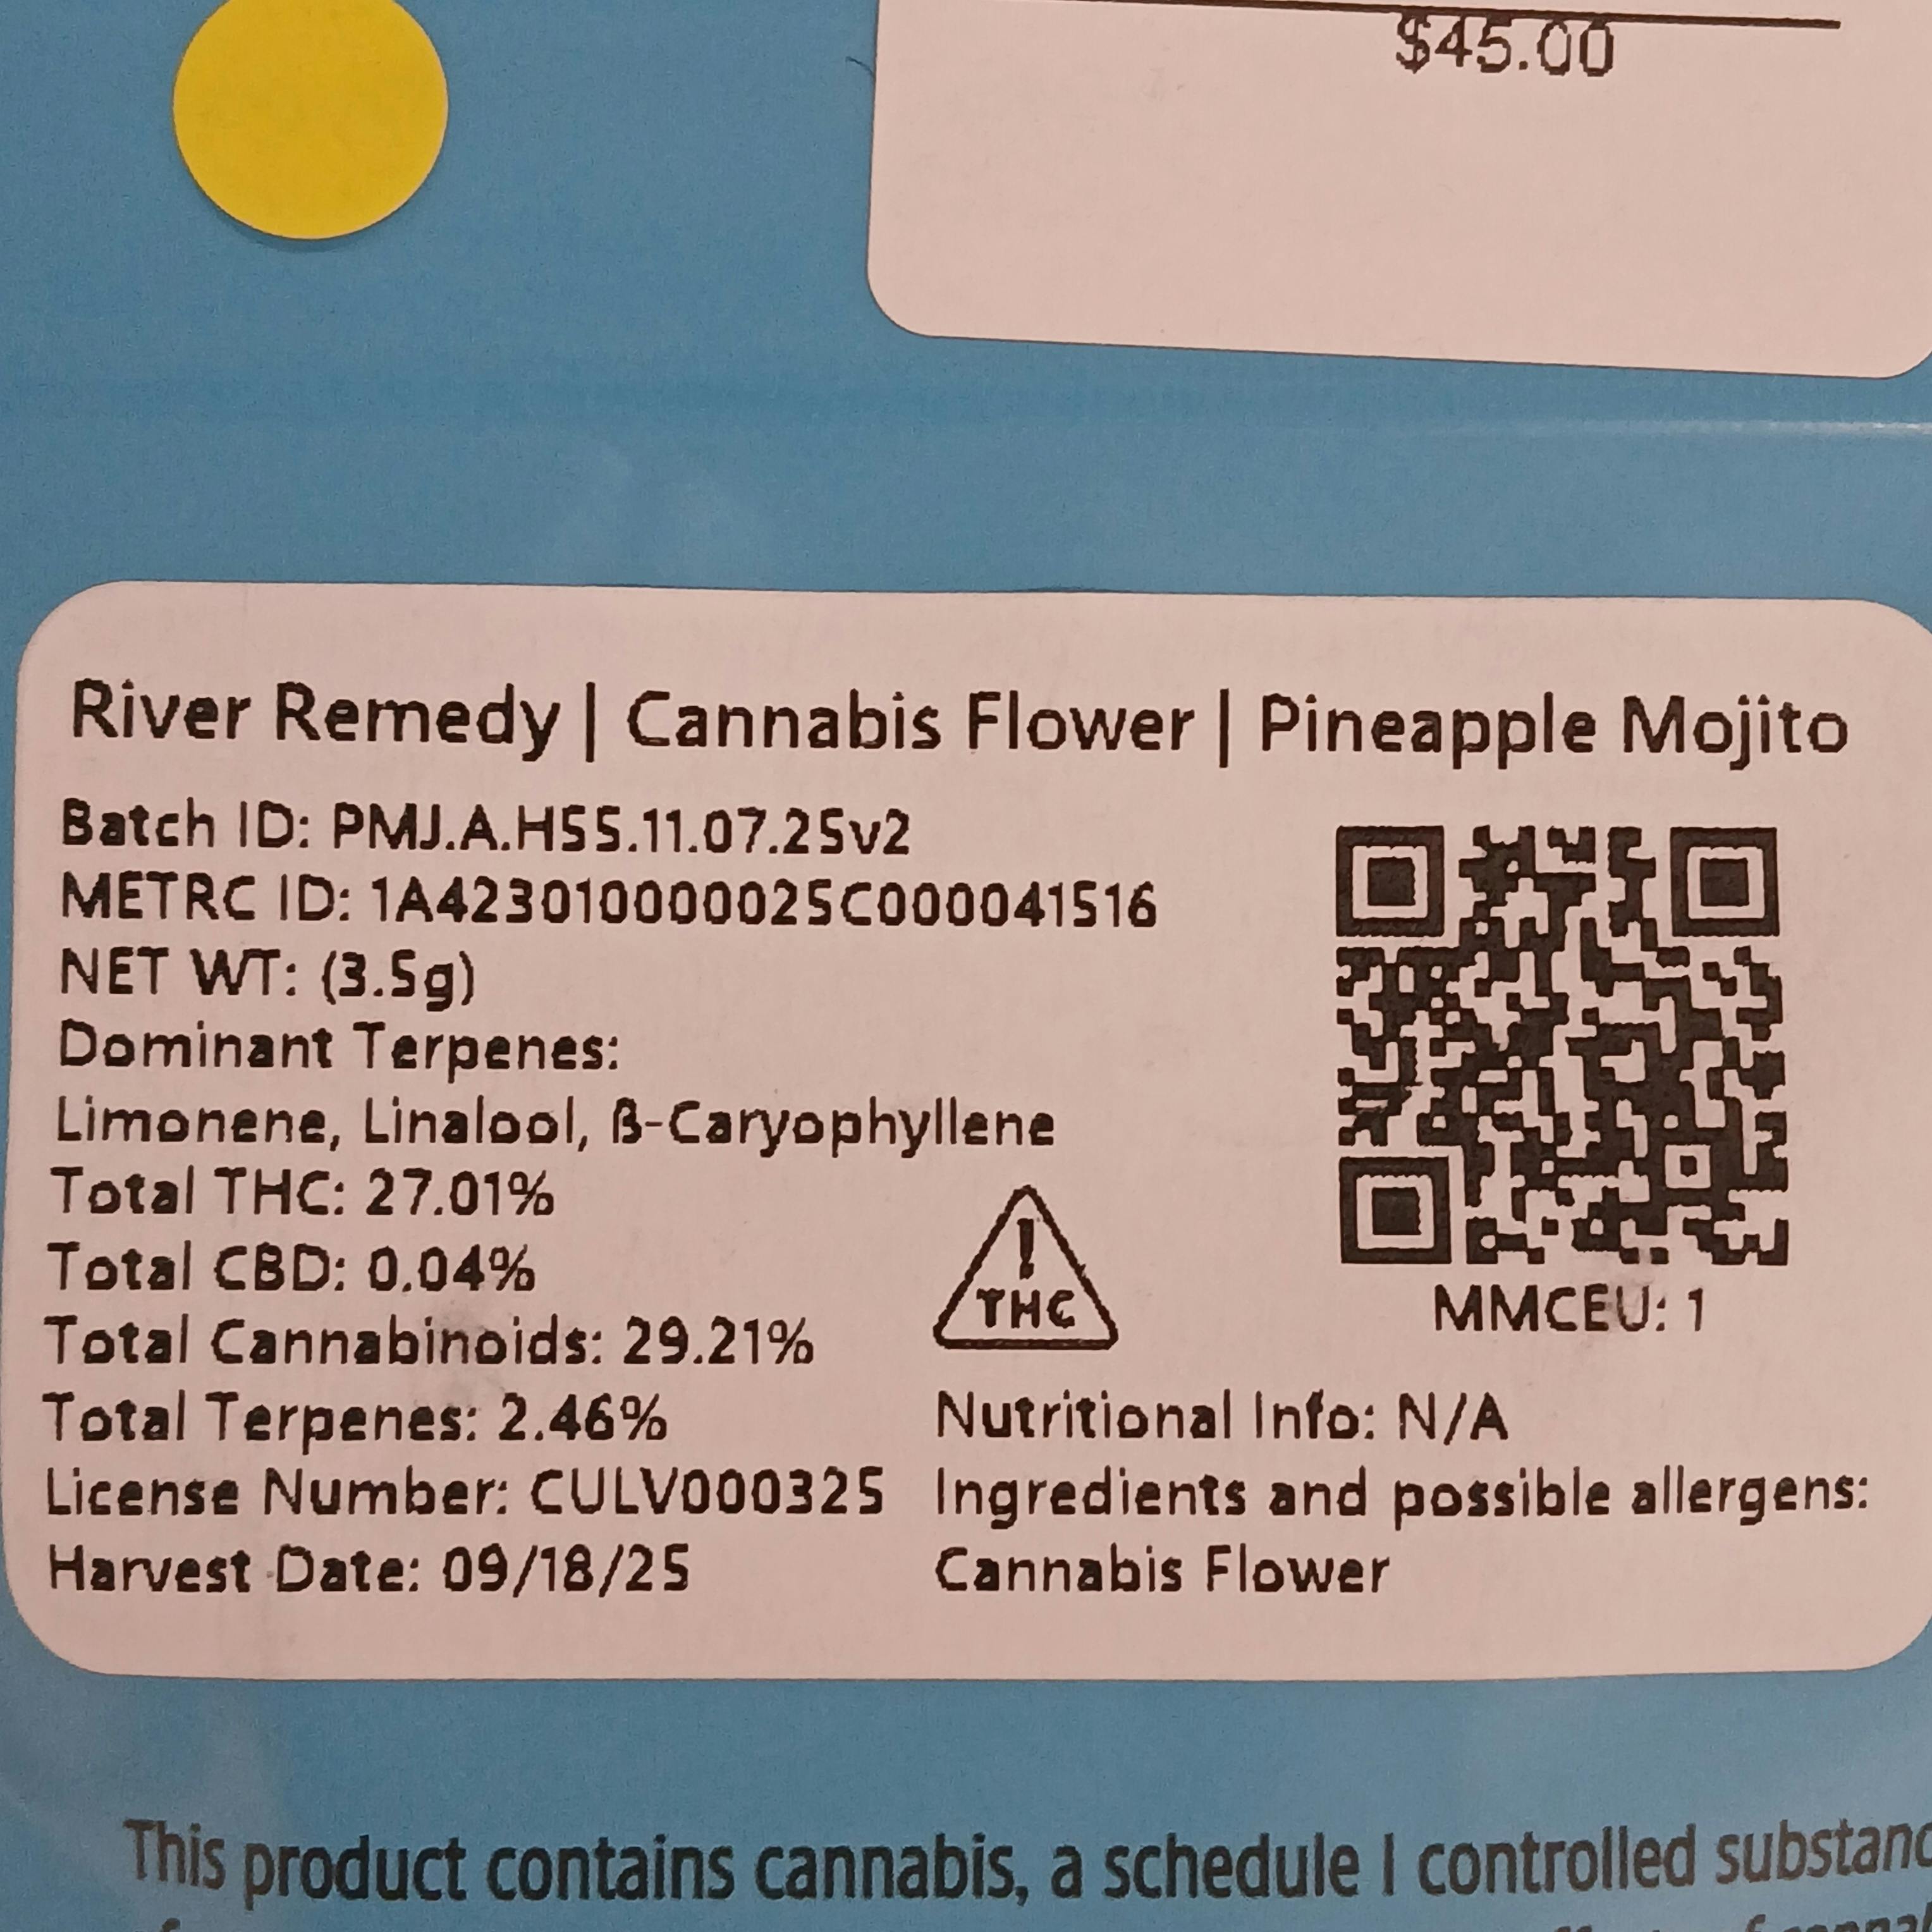 $45.00
River Remedy | Cannabis Flower | Pineapple Mojito
Batch ID: PMJ.A.H55.11.07.25v2
METRC ID: 1A423010000025C000041516
NET WT: (3.5g)
Dominant Terpenes:
Limonene, Linalool, ß-Caryophyllene
Total THC: 27.01%
Total CBD: 0.04%
Total Cannabinoids: 29.21%
Total Terpenes: 2.46%
License Number: CULV000325
Harvest Date: 09/18/25
! THC
MMCEU: 1
Nutritional Info: N/A
Ingredients and possible allergens:
Cannabis Flower
This product contains cannabis, a schedule I controlled substanc